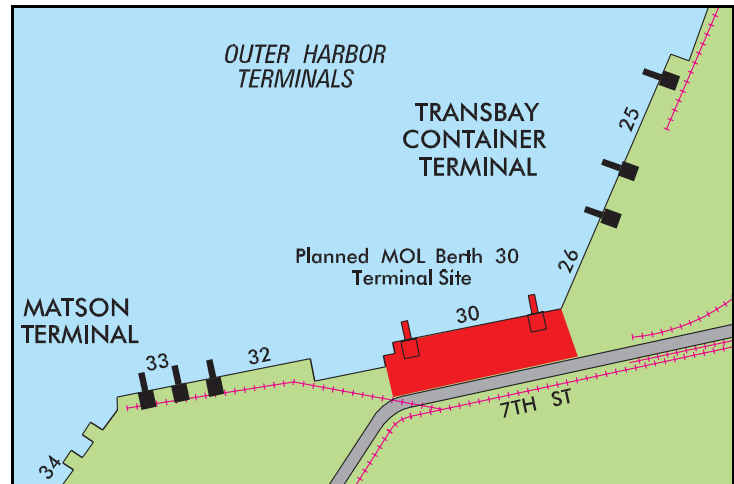 OUTER HARBOR
TERMINALS
TRANSBAY
CONTAINER
TERMINAL
25
26
Planned MOL Berth 30
Terminal Site
30
MATSON
TERMINAL
33
32
34
7TH ST